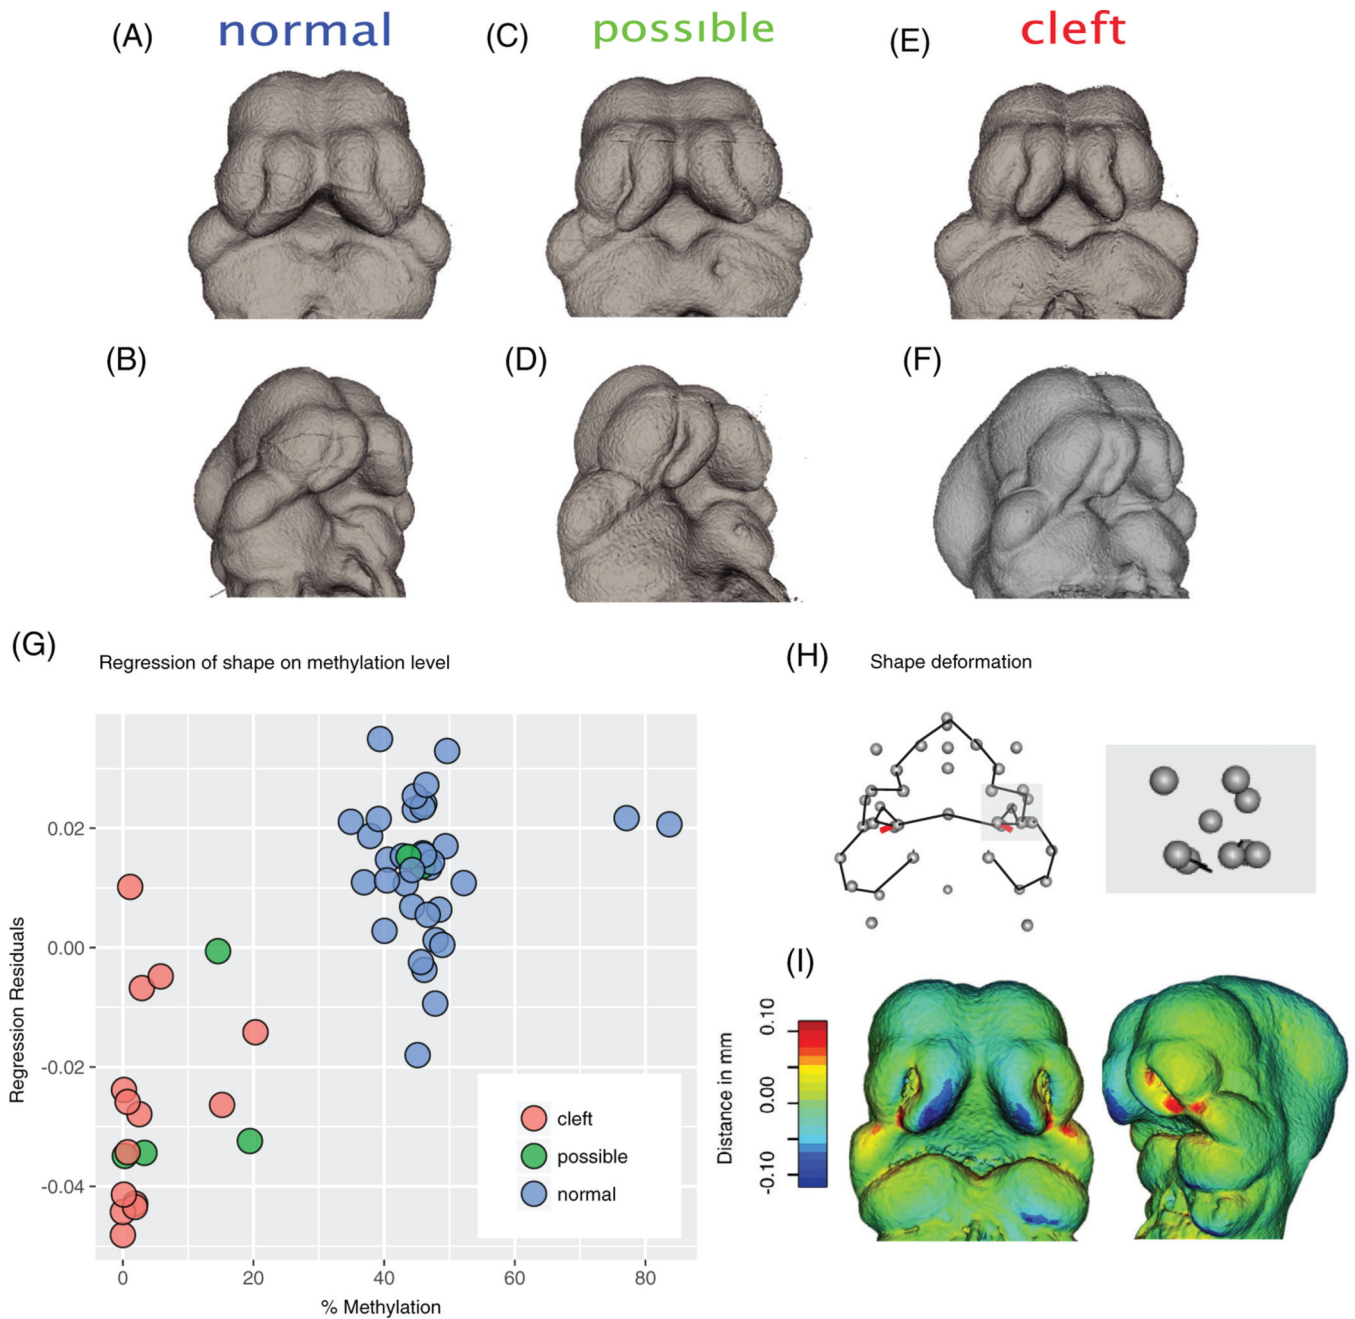 (A) normal (C) possıble (E) cleft
(B) (D) (F)
(G) Regression of shape on methylation level
Regression Residuals
0.02
0.00
-0.02
-0.04
0 20 40 60 80
% Methylation
cleft
possible
normal
(H) Shape deformation
(I)
Distance in mm
0.10
0.00
-0.10